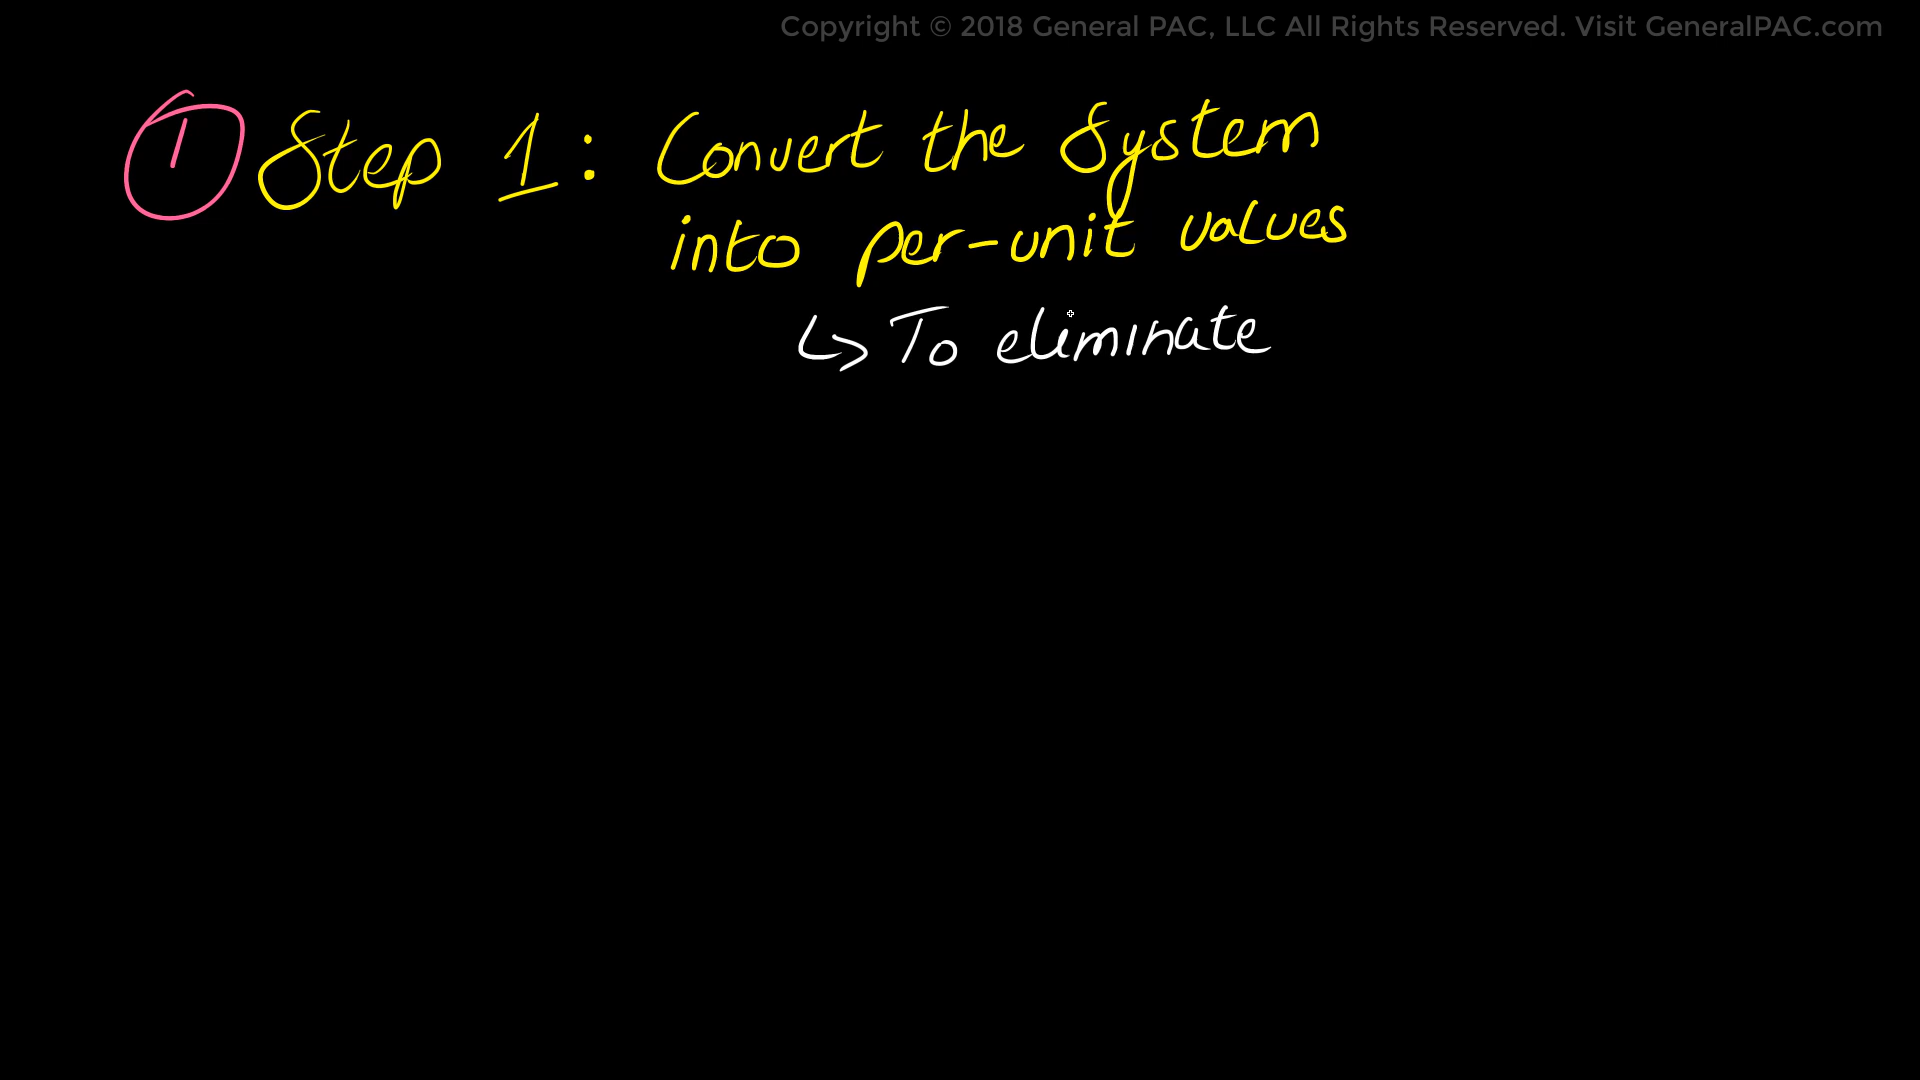 Copyright © 2018 General PAC, LLC All Rights Reserved. Visit GeneralPAC.com
1 Step 1: Convert the System
into per-unit values
↳ To eliminate